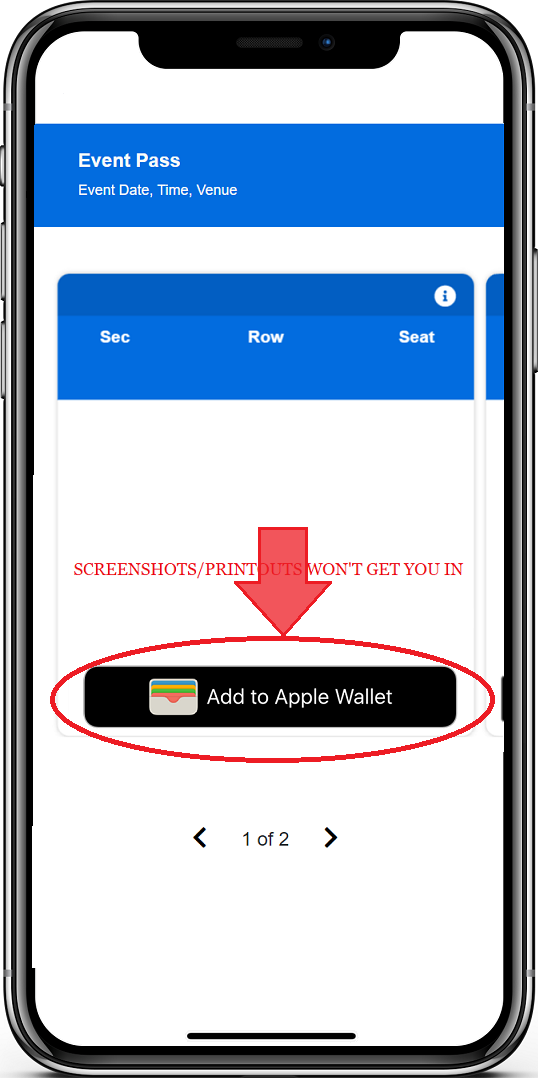 Event Pass
Event Date, Time, Venue
Sec Row Seat
SCREENSHOTS/PRINTOUTS WON'T GET YOU IN
Add to Apple Wallet
1 of 2